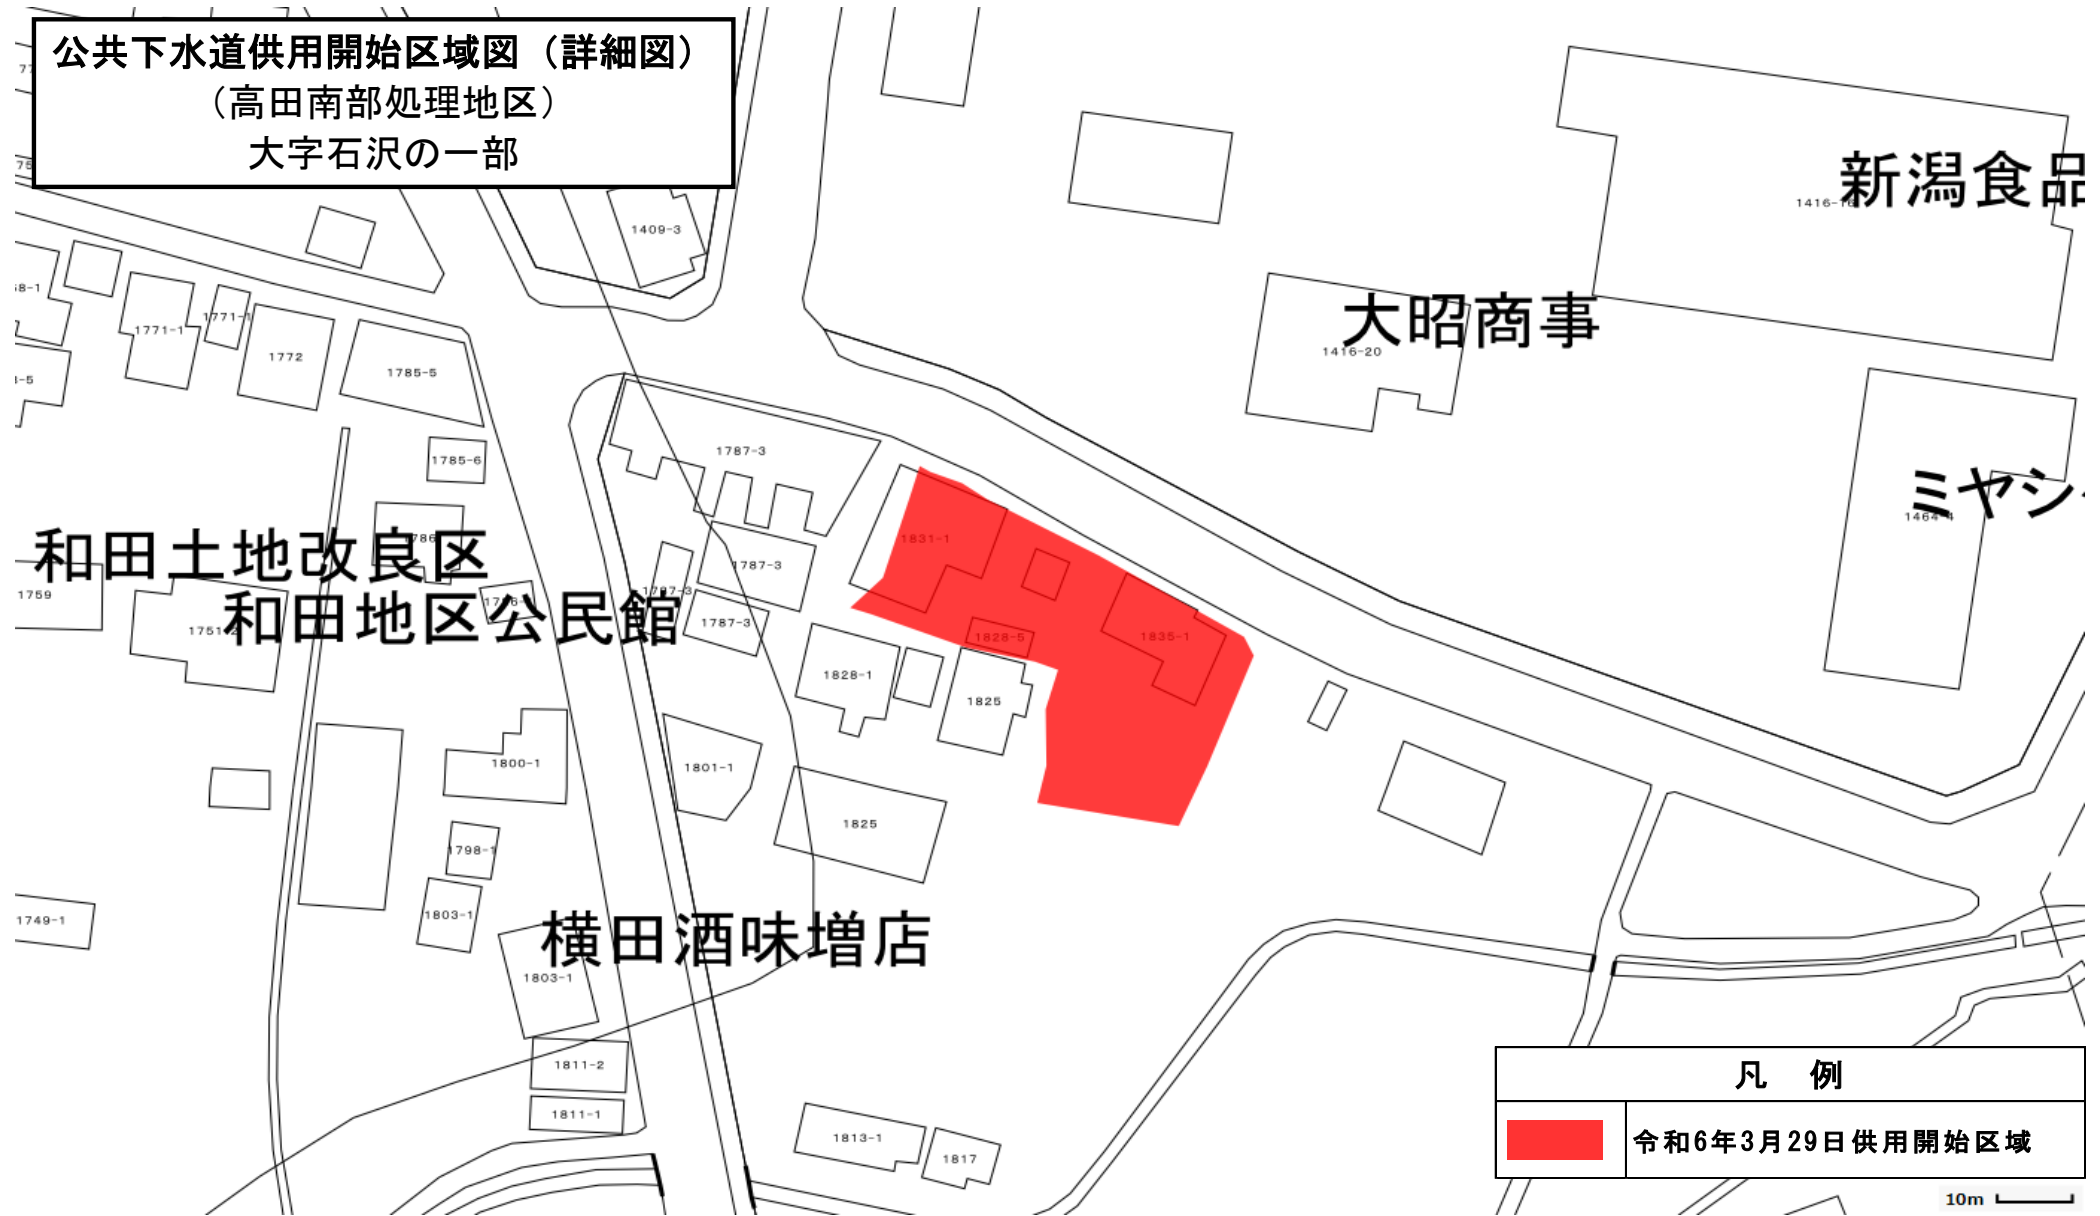 公共下水道供用開始区域図（詳細図）
（高田南部処理地区）
大字石沢の一部
1409-3
新潟食品
大昭商事
1416-20
1771-1
1771-1
1772
1785-5
1785-6
1787-3
ミヤシ
1464-4
和田土地改良区
1786
1831-1
1787-3
1787-3
1787-3
1759
和田地区公民館
1751-2
1828-5
1835-1
1828-1
1825
1800-1
1801-1
1825
1798-1
1803-1
1749-1
横田酒味増店
1803-1
1811-2
1811-1
1813-1
1817
凡 例
令和6年3月29日供用開始区域
10m